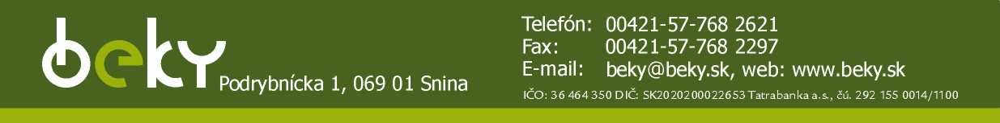 beky
Podrybnícka 1, 069 01 Snina
Telefón: 00421-57-768 2621
Fax: 00421-57-768 2297
E-mail: beky@beky.sk, web: www.beky.sk
IČO: 36 464 350 DIČ: SK2020200022653 Tatrabanka a.s., čú. 292 155 0014/1100